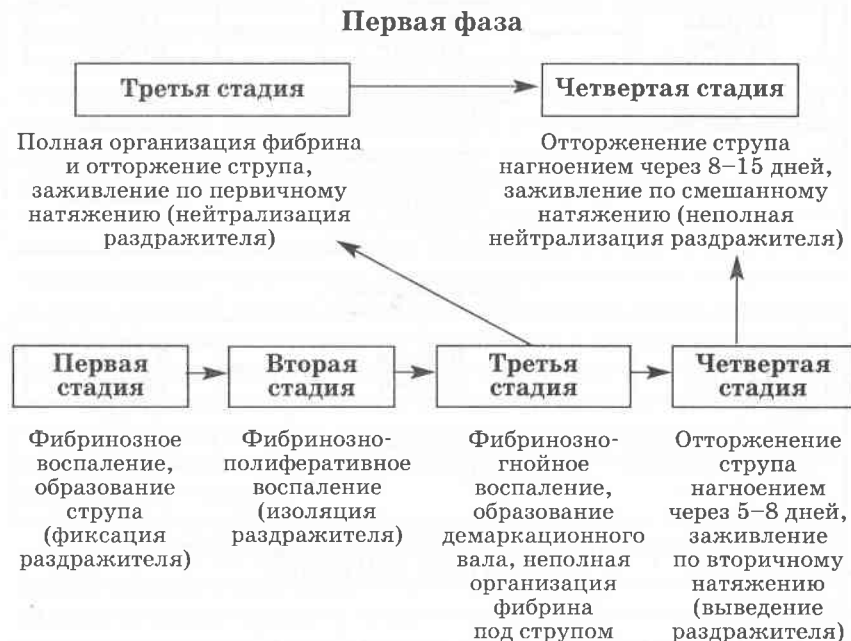 Первая фаза
Третья стадия
Четвертая стадия
Полная организация фибрина
и отторжение струпа,
заживление по первичному
натяжению (нейтрализация
раздражителя)
Отторженение струпа
нагноением через 8–15 дней,
заживление по смешанному
натяжению (неполная
нейтрализация раздражителя)
Первая
стадия
Вторая
стадия
Третья
стадия
Четвертая
стадия
Фибринозное
воспаление,
образование
струпа
(фиксация
раздражителя)
Фибринозно-
полиферативное
воспаление
(изоляция
раздражителя)
Фибринозно-
гнойное
воспаление,
образование
демаркационного
вала, неполная
организация
фибрина
под струпом
Отторженение
струпа
нагноением
через 5–8 дней,
заживление
по вторичному
натяжению
(выведение
раздражителя)